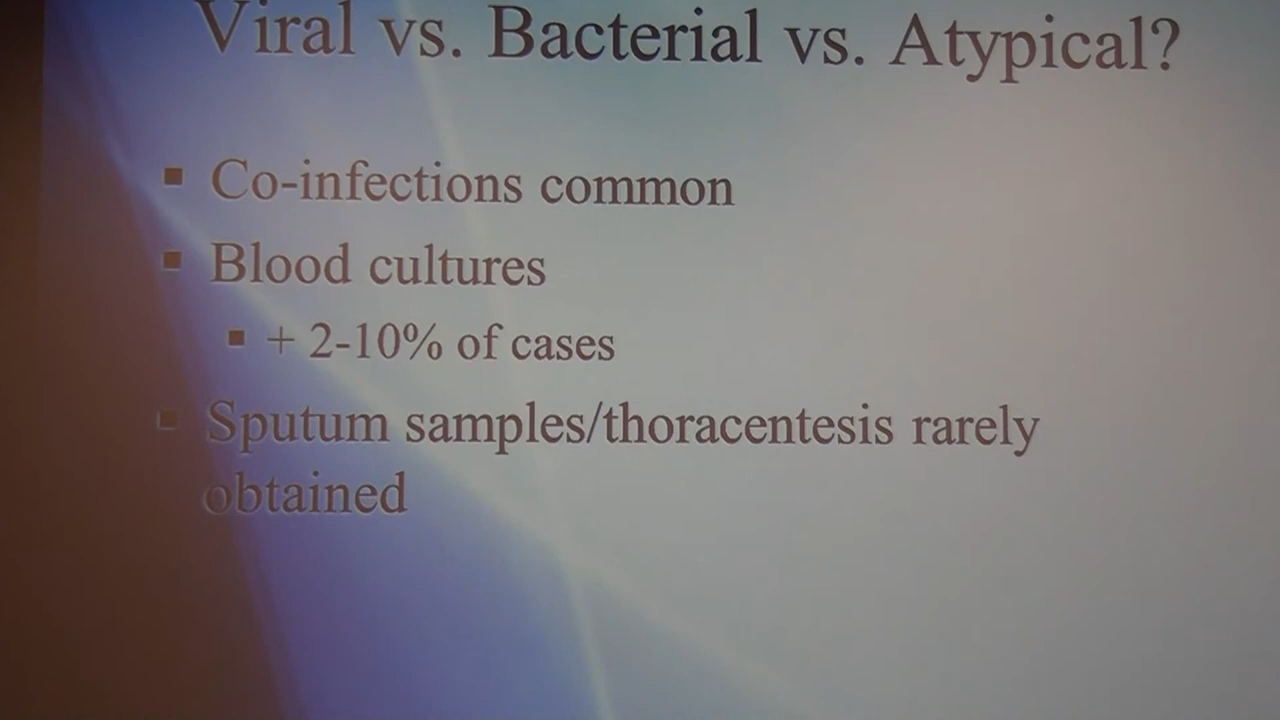 Viral vs. Bacterial vs. Atypical?
Co-infections common
Blood cultures
+ 2-10% of cases
Sputum samples/thoracentesis rarely
obtained